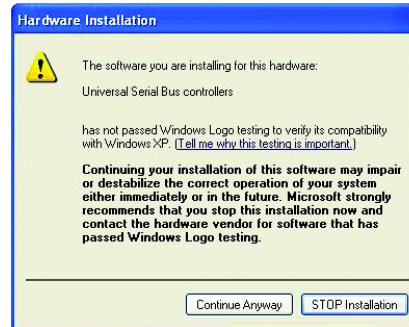 Hardware Installation
The software you are installing for this hardware:
Universal Serial Bus controllers
has not passed Windows Logo testing to verify its compatibility
with Windows XP. (Tell me why this testing is important.)
Continuing your installation of this software may impair
or destabilize the correct operation of your system
either immediately or in the future. Microsoft strongly
recommends that you stop this installation now and
contact the hardware vendor for software that has
passed Windows Logo testing.
Continue Anyway
STOP Installation